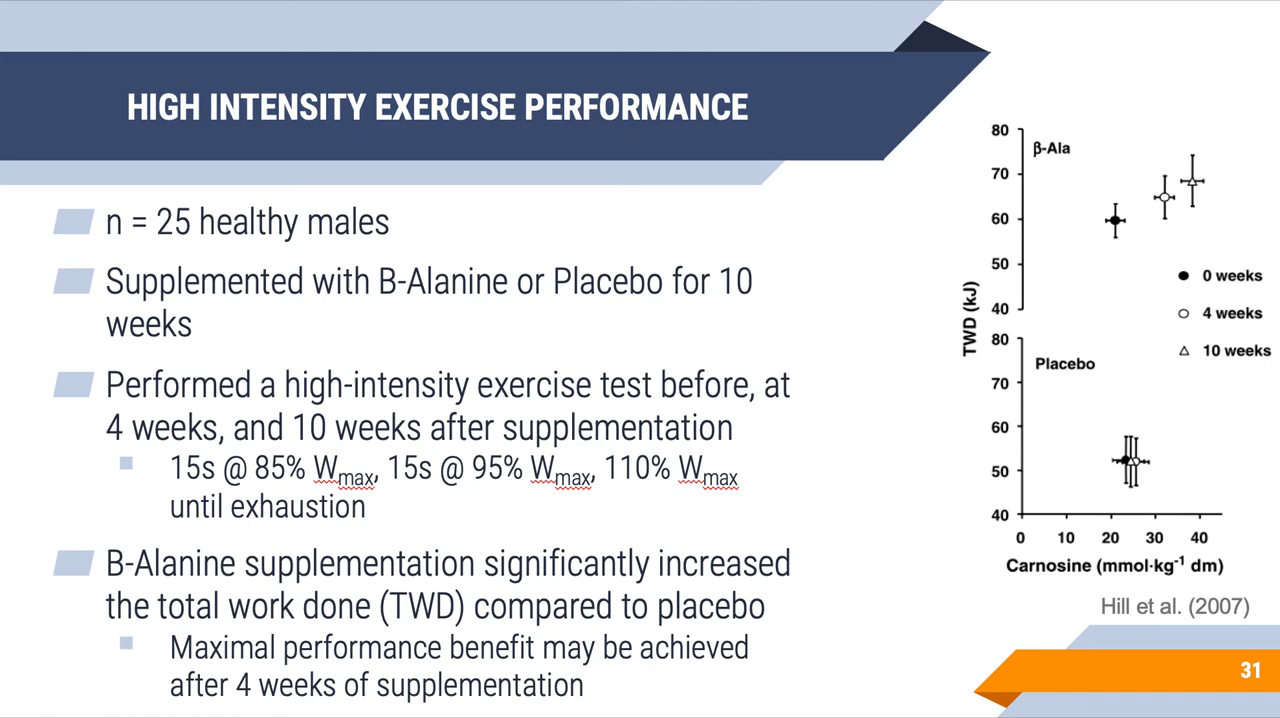 HIGH INTENSITY EXERCISE PERFORMANCE
n = 25 healthy males
Supplemented with B-Alanine or Placebo for 10
weeks
Performed a high-intensity exercise test before, at
4 weeks, and 10 weeks after supplementation
15s @ 85% Wmax, 15s @ 95% Wmax, 110% Wmax
until exhaustion
B-Alanine supplementation significantly increased
the total work done (TWD) compared to placebo
Maximal performance benefit may be achieved
after 4 weeks of supplementation
80
β-Ala
70
60
50
40
0 weeks
4 weeks
10 weeks
TWD (kJ)
80
Placebo
70
60
50
40
0 10 20 30 40
Carnosine (mmol·kg-1 dm)
Hill et al. (2007)
31